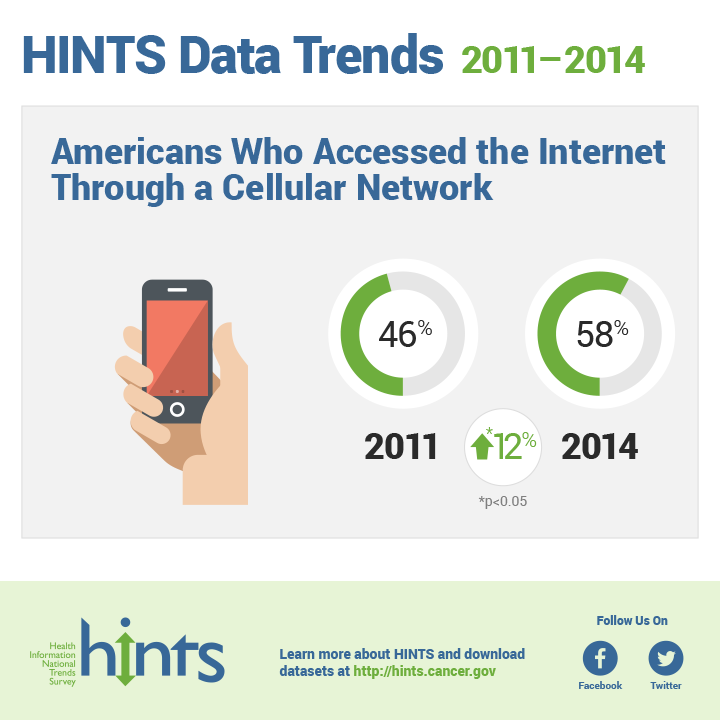 HINTS Data Trends 2011–2014
Americans Who Accessed the Internet
Through a Cellular Network
46%
58%
2011
*12%
2014
*p<0.05
Health
Information
National
Trends
Survey
hints
Learn more about HINTS and download
datasets at http://hints.cancer.gov
Follow Us On
Facebook
Twitter